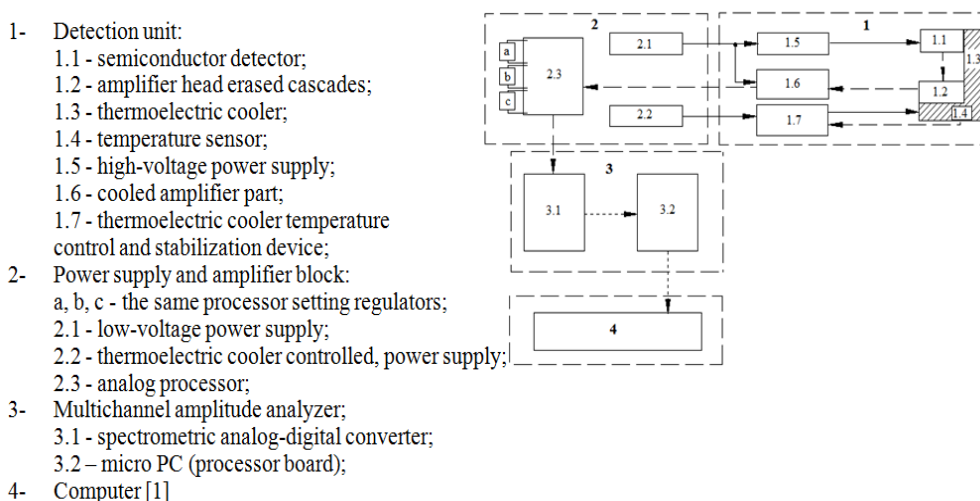 1- Detection unit:
1.1 - semiconductor detector;
1.2 - amplifier head erased cascades;
1.3 - thermoelectric cooler;
1.4 - temperature sensor;
1.5 - high-voltage power supply;
1.6 - cooled amplifier part;
1.7 - thermoelectric cooler temperature
control and stabilization device;
2- Power supply and amplifier block:
a, b, c - the same processor setting regulators;
2.1 - low-voltage power supply;
2.2 - thermoelectric cooler controlled, power supply;
2.3 - analog processor;
3- Multichannel amplitude analyzer;
3.1 - spectrometric analog-digital converter;
3.2 – micro PC (processor board);
4- Computer [1]
2
a
b
c
2.3
2.1
2.2
1
1.5
1.6
1.7
1.1
1.2
1.3
1.4
3
3.1
3.2
4